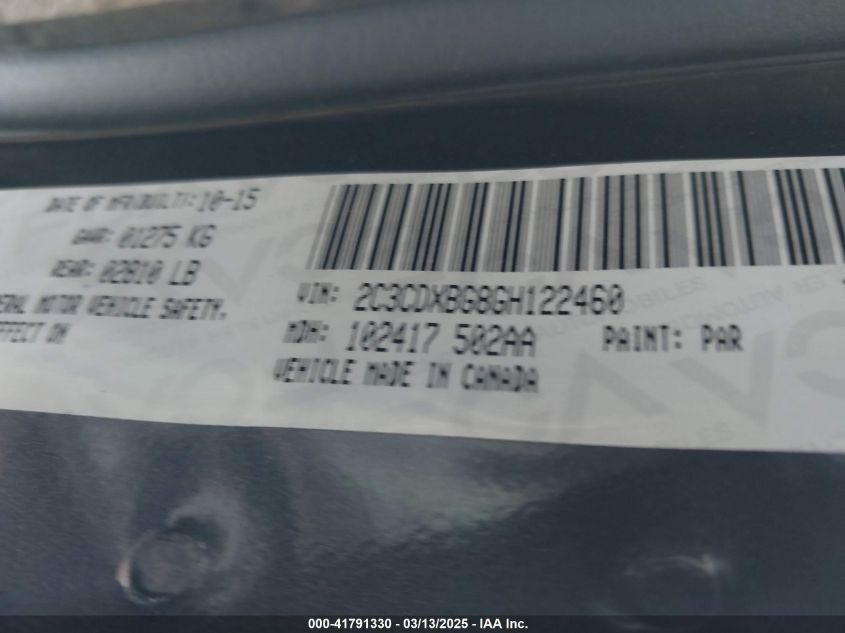 DATE OF MFR/BUILT: 10-15
GAWR: 01275 KG
REAR: 02810 LB
ERAL MOTOR VEHICLE SAFETY,
EFFECT ON
VIN: 2C3CDXBG8GH122460
MDH: 102417 502AA
PAINT: PAR
VEHICLE MADE IN CANADA
000-41791330 / 03/13/2025 - IAA Inc.